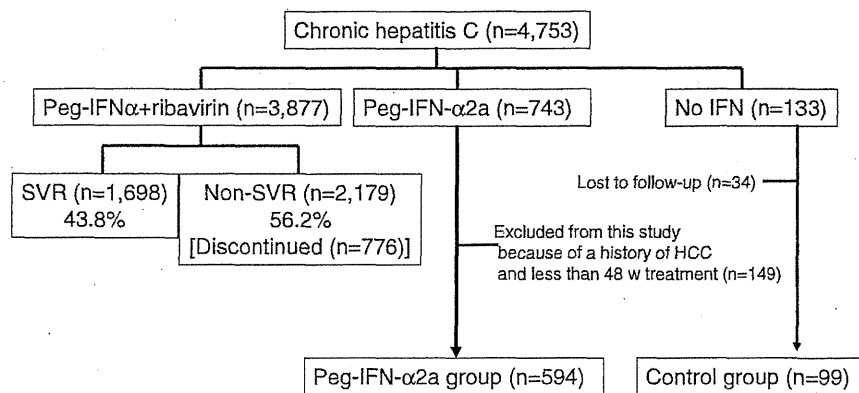 Chronic hepatitis C (n=4,753)
Peg-IFNα+ribavirin (n=3,877)
Peg-IFN-α2a (n=743)
No IFN (n=133)
SVR (n=1,698)
43.8%
Non-SVR (n=2,179)
56.2%
[Discontinued (n=776)]
Lost to follow-up (n=34)
Excluded from this study
because of a history of HCC
and less than 48 w treatment (n=149)
Peg-IFN-α2a group (n=594)
Control group (n=99)